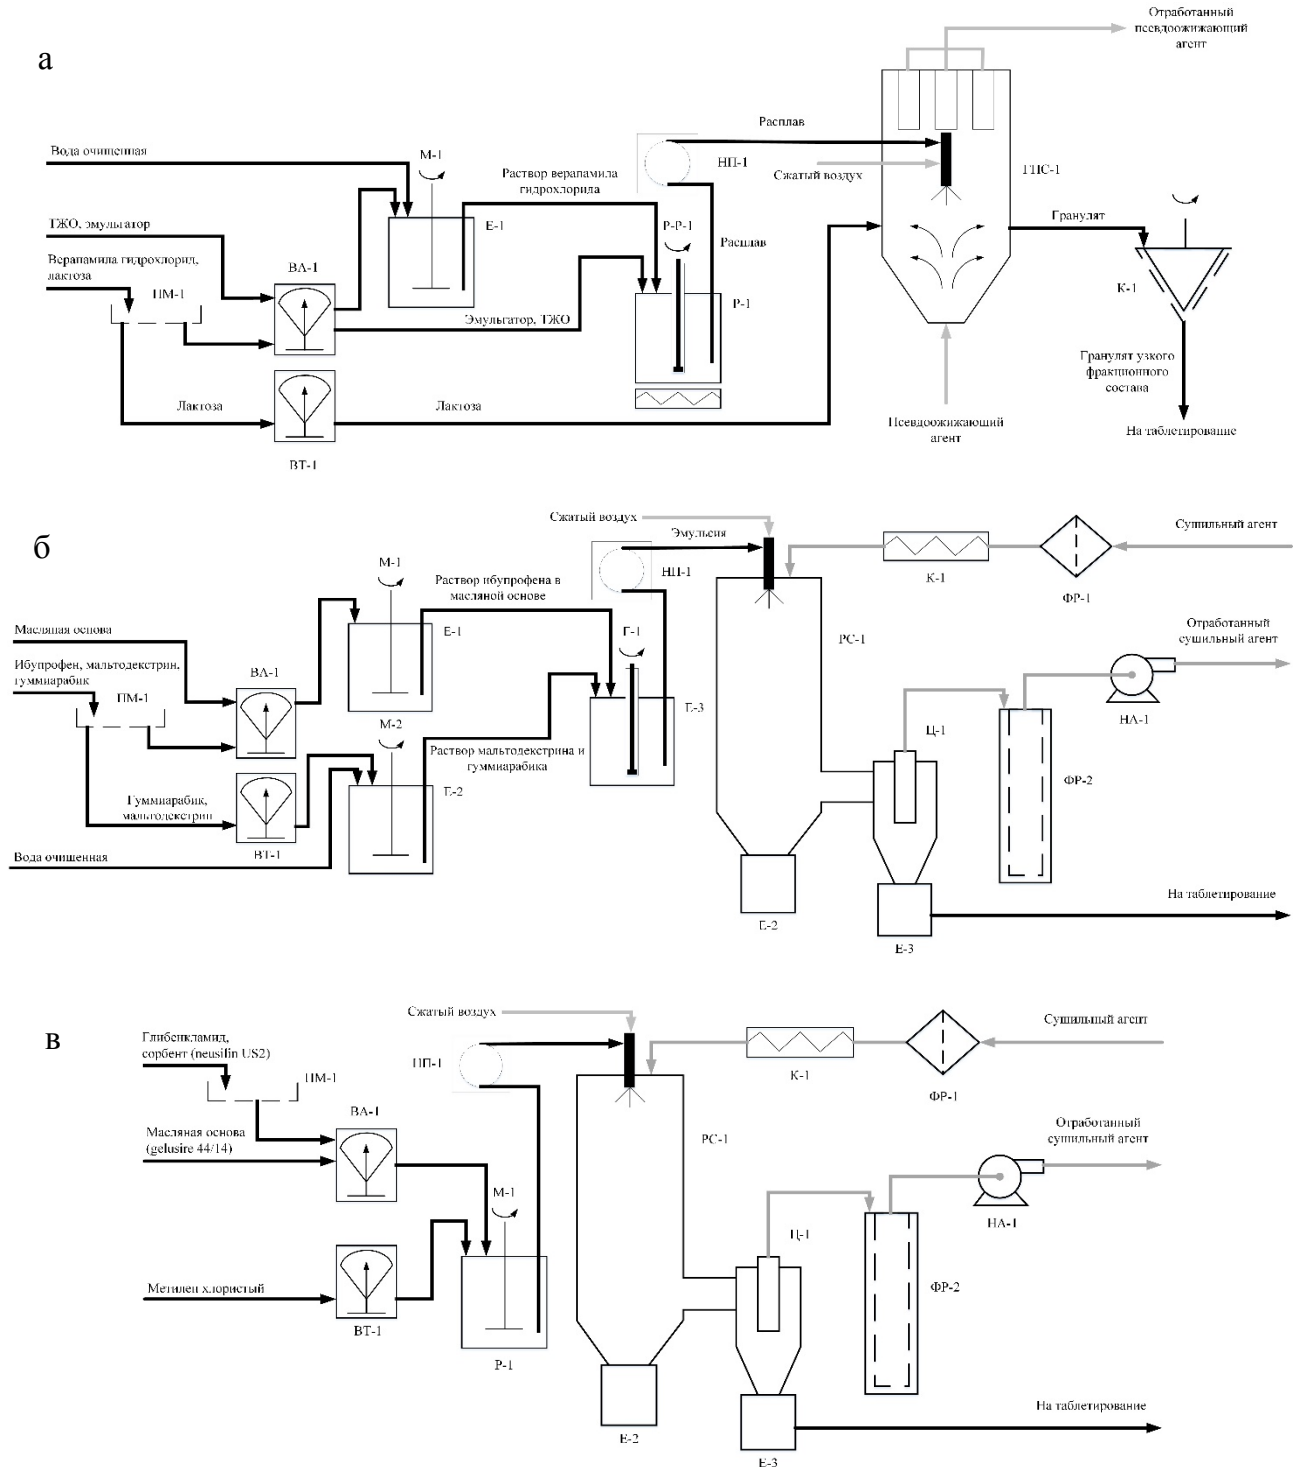 а
Отработанный
псевдоожижающий
агент
Вода очищенная
М-1
Раствор верапамила
гидрохлорида
Расплав
НП-1
Сжатый воздух
ГПС-1
ТЖО, эмульгатор
Е-1
Р-Р-1
Расплав
Гранулят
Верапамила гидрохлорид,
лактоза
ПМ-1
ВА-1
К-1
Р-1
Эмульгатор, ТЖО
Гранулят узкого
фракционного
состава
Лактоза
Лактоза
Псевдоожижающий
агент
На таблетирование
ВТ-1
б
Сжатый воздух
Эмульсия
Сушильный агент
М-1
Раствор ибупрофена в
масляной основе
НП-1
К-1
ФР-1
Масляная основа
Е-1
Г-1
РС-1
Отработанный
сушильный агент
Ибупрофен, мальтодекстрин,
гуммиарабик
ВА-1
ПМ-1
Е-3
НА-1
М-2
Ц-1
Раствор мальтодекстрина и
гуммиарабика
ФР-2
Е-2
Гуммиарабик,
мальтодекстрин
ВТ-1
Вода очищенная
На таблетирование
Е-2
Е-3
в
Сжатый воздух
Сушильный агент
Глибенкламид,
сорбент (neusilin US2)
НП-1
ПМ-1
К-1
ФР-1
ВА-1
Масляная основа
(gelusire 44/14)
РС-1
Отработанный
сушильный агент
М-1
НА-1
Ц-1
Метилен хлористый
ФР-2
ВТ-1
Р-1
На таблетирование
Е-2
Е-3